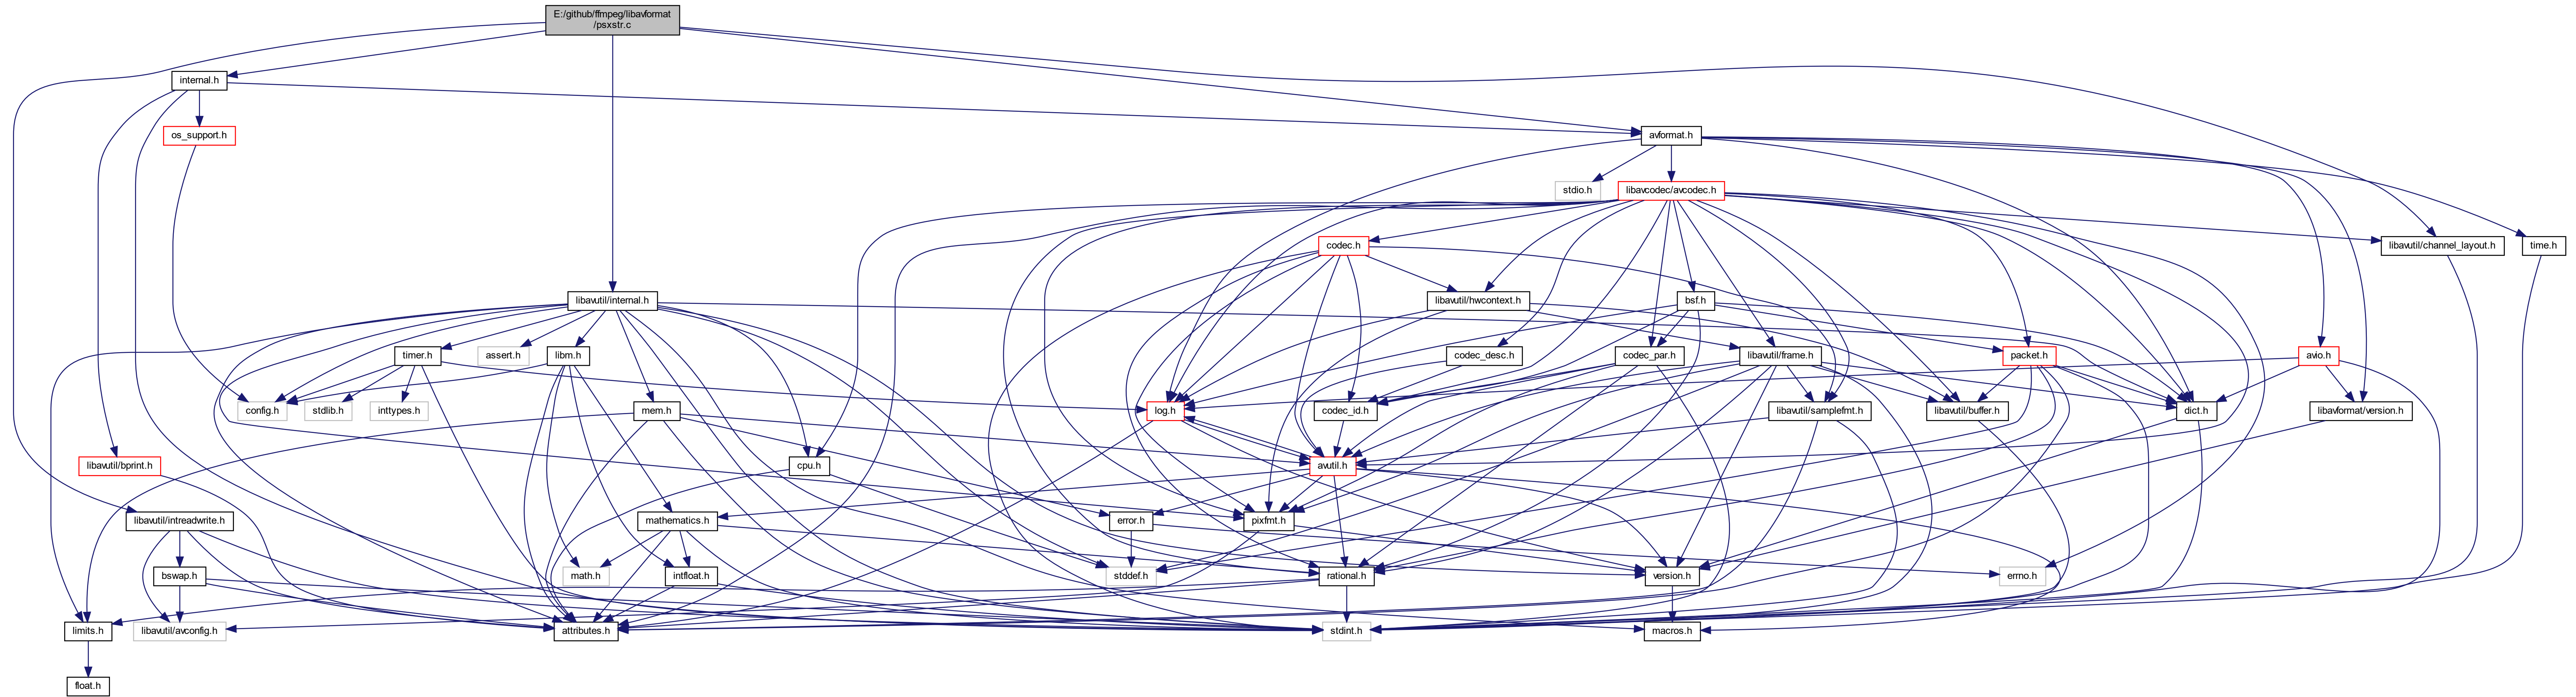 E:/github/ffmpeg/libavformat
/psxstr.c
internal.h
os_support.h
avformat.h
stdio.h
libavcodec/avcodec.h
codec.h
libavutil/channel_layout.h
time.h
libavutil/internal.h
libavutil/hwcontext.h
bsf.h
timer.h
assert.h
libm.h
codec_desc.h
codec_par.h
libavutil/frame.h
packet.h
avio.h
config.h
stdlib.h
inttypes.h
mem.h
log.h
codec_id.h
libavutil/samplefmt.h
libavutil/buffer.h
dict.h
libavformat/version.h
libavutil/bprint.h
cpu.h
avutil.h
libavutil/intreadwrite.h
mathematics.h
error.h
pixfmt.h
bswap.h
math.h
intfloat.h
stddef.h
rational.h
version.h
errno.h
limits.h
libavutil/avconfig.h
attributes.h
stdint.h
macros.h
float.h